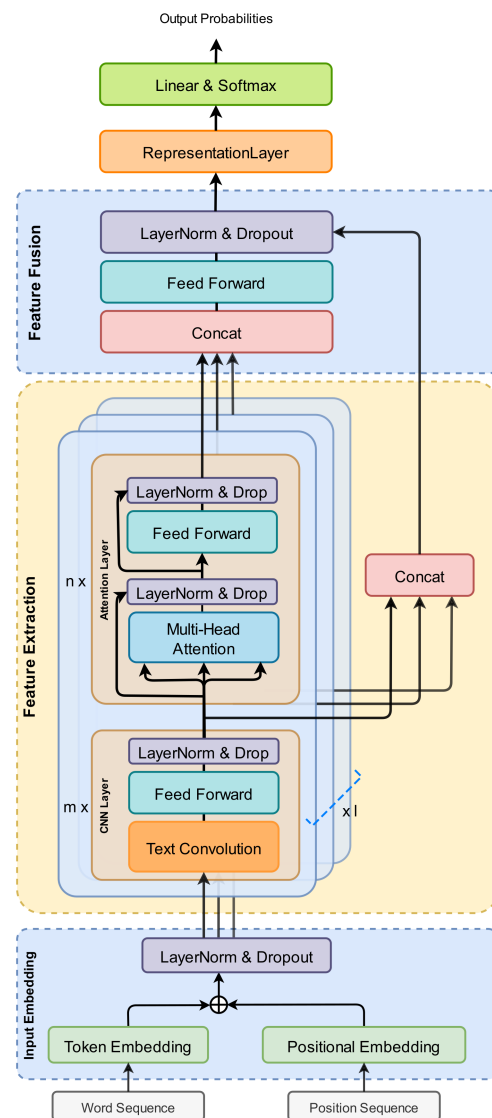 Output Probabilities
Linear & Softmax
RepresentationLayer
Feature Fusion
LayerNorm & Dropout
Feed Forward
Concat
Feature Extraction
n x
Attention Layer
LayerNorm & Drop
Feed Forward
LayerNorm & Drop
Multi-Head
Attention
Concat
m x
CNN Layer
LayerNorm & Drop
Feed Forward
Text Convolution
x l
Input Embedding
LayerNorm & Dropout
Token Embedding
Positional Embedding
Word Sequence
Position Sequence